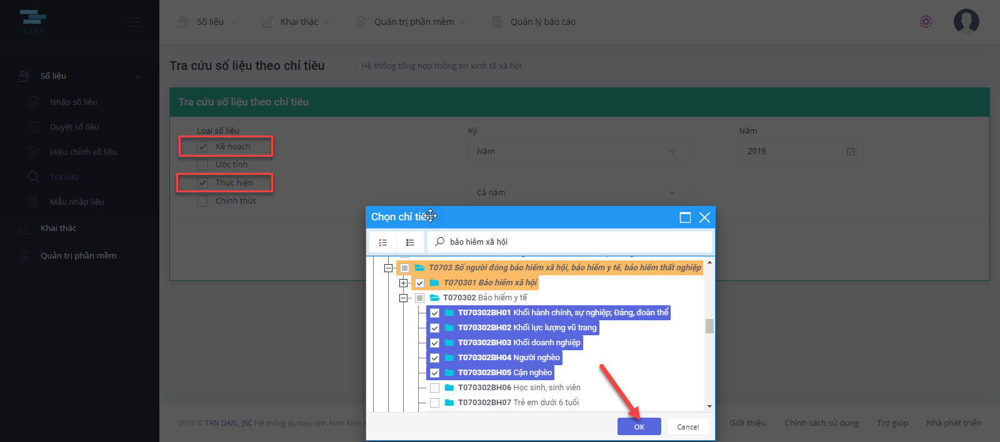 KTXH
Số liệu
Khai thác
Quản trị phần mềm
Quản lý báo cáo
Số liệu
Nhập số liệu
Duyệt số liệu
Hiệu chỉnh số liệu
Tra cứu
Mẫu nhập liệu
Khai thác
Quản trị phần mềm
Tra cứu số liệu theo chỉ tiêu
- Hệ thống tổng hợp thông tin kinh tế xã hội
Tra cứu số liệu theo chỉ tiêu
Loại số liệu
Kế hoạch
Ước tính
Thực hiện
Chính thức
Kỳ
Năm
Cả năm
Năm
2019
Chọn chỉ
bảo hiểm xã hội
T0703 Số người đóng bảo hiểm xã hội, bảo hiểm y tế, bảo hiểm thất nghiệp
T070301 Bảo hiểm xã hội
T070302 Bảo hiểm y tế
T070302BH01 Khối hành chính, sự nghiệp; Đảng, đoàn thể
T070302BH02 Khối lực lượng vũ trang
T070302BH03 Khối doanh nghiệp
T070302BH04 Người nghèo
T070302BH05 Cận nghèo
T070302BH06 Học sinh, sinh viên
T070302BH07 Trẻ em dưới 6 tuổi
OK
Cancel
2019 © TAN DAN., JSC Hệ thống dự báo tình hình Kinh
Giới thiệu
Chính sách sử dụng
Trợ giúp
Nhà phát triển